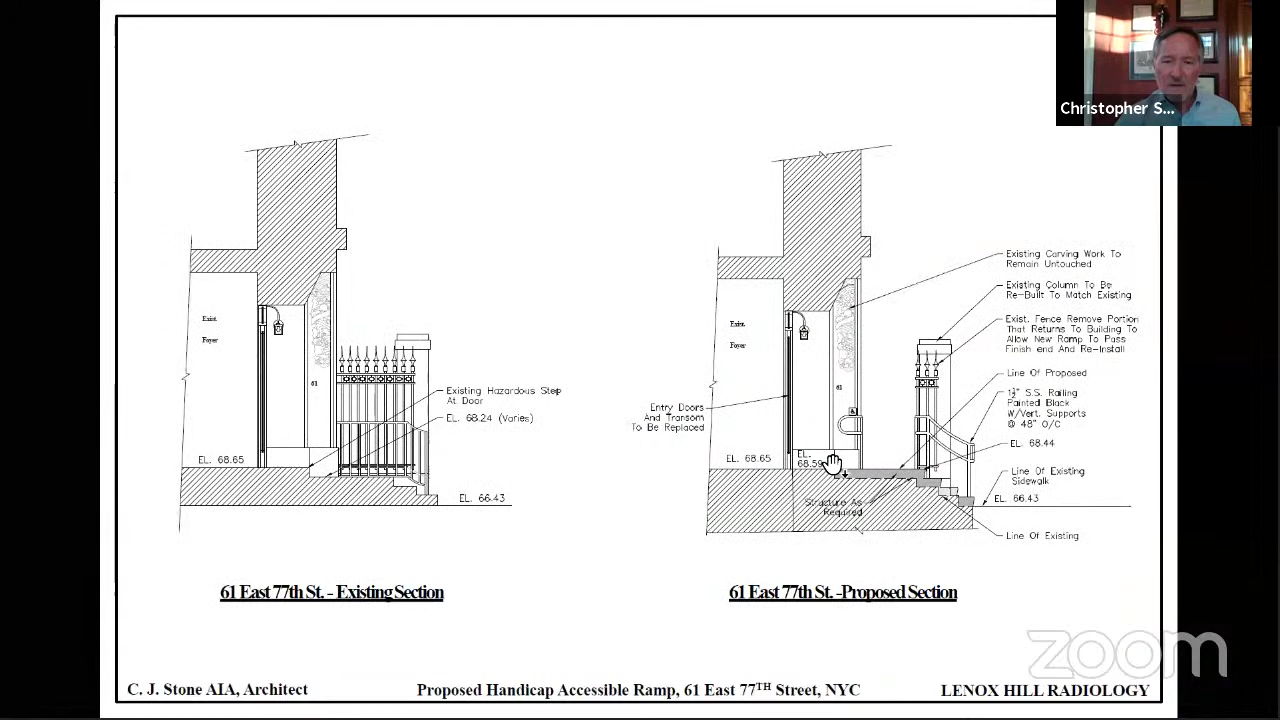 Christopher S...
Exist.
Foyer
61
Existing Hazardous Step
At Door
EL. 68.24 (Varies)
EL. 68.65
EL. 66.43
61 East 77th St. - Existing Section
Existing Carving Work To
Remain Untouched
Existing Column To Be
Re-Built To Match Existing
Exist. Fence Remove Portion
That Returns To Building To
Allow New Ramp To Pass
Finish end And Re-Install
Line Of Proposed
1½" S.S. Railing
Painted Black
W/Vert. Supports
@ 48" O/C
EL. 68.44
Line Of Existing
Sidewalk
EL. 66.43
Line Of Existing
Exist.
Foyer
61
Entry Doors
And Transom
To Be Replaced
EL. 68.65
EL.
68.59
Structure As
Required
61 East 77th St. -Proposed Section
zoom
C. J. Stone AIA, Architect
Proposed Handicap Accessible Ramp, 61 East 77TH Street, NYC
LENOX HILL RADIOLOGY